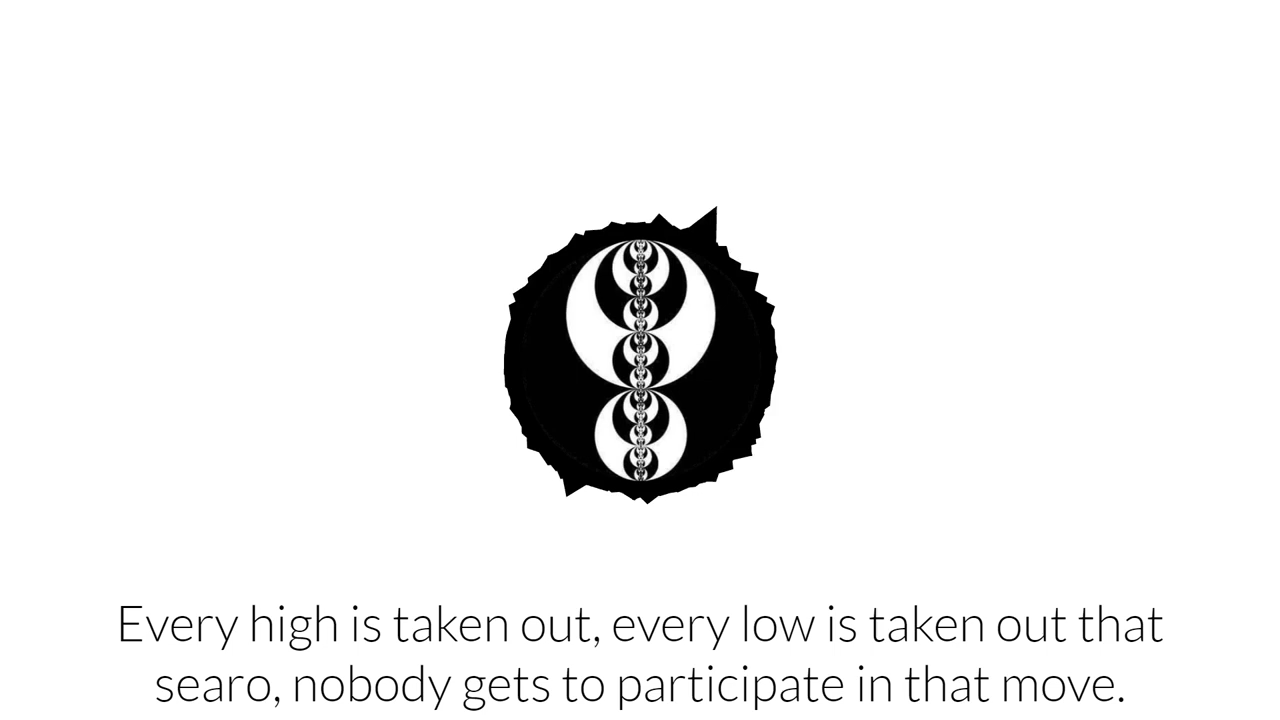 Every high is taken out, every low is taken out that
searo, nobody gets to participate in that move.